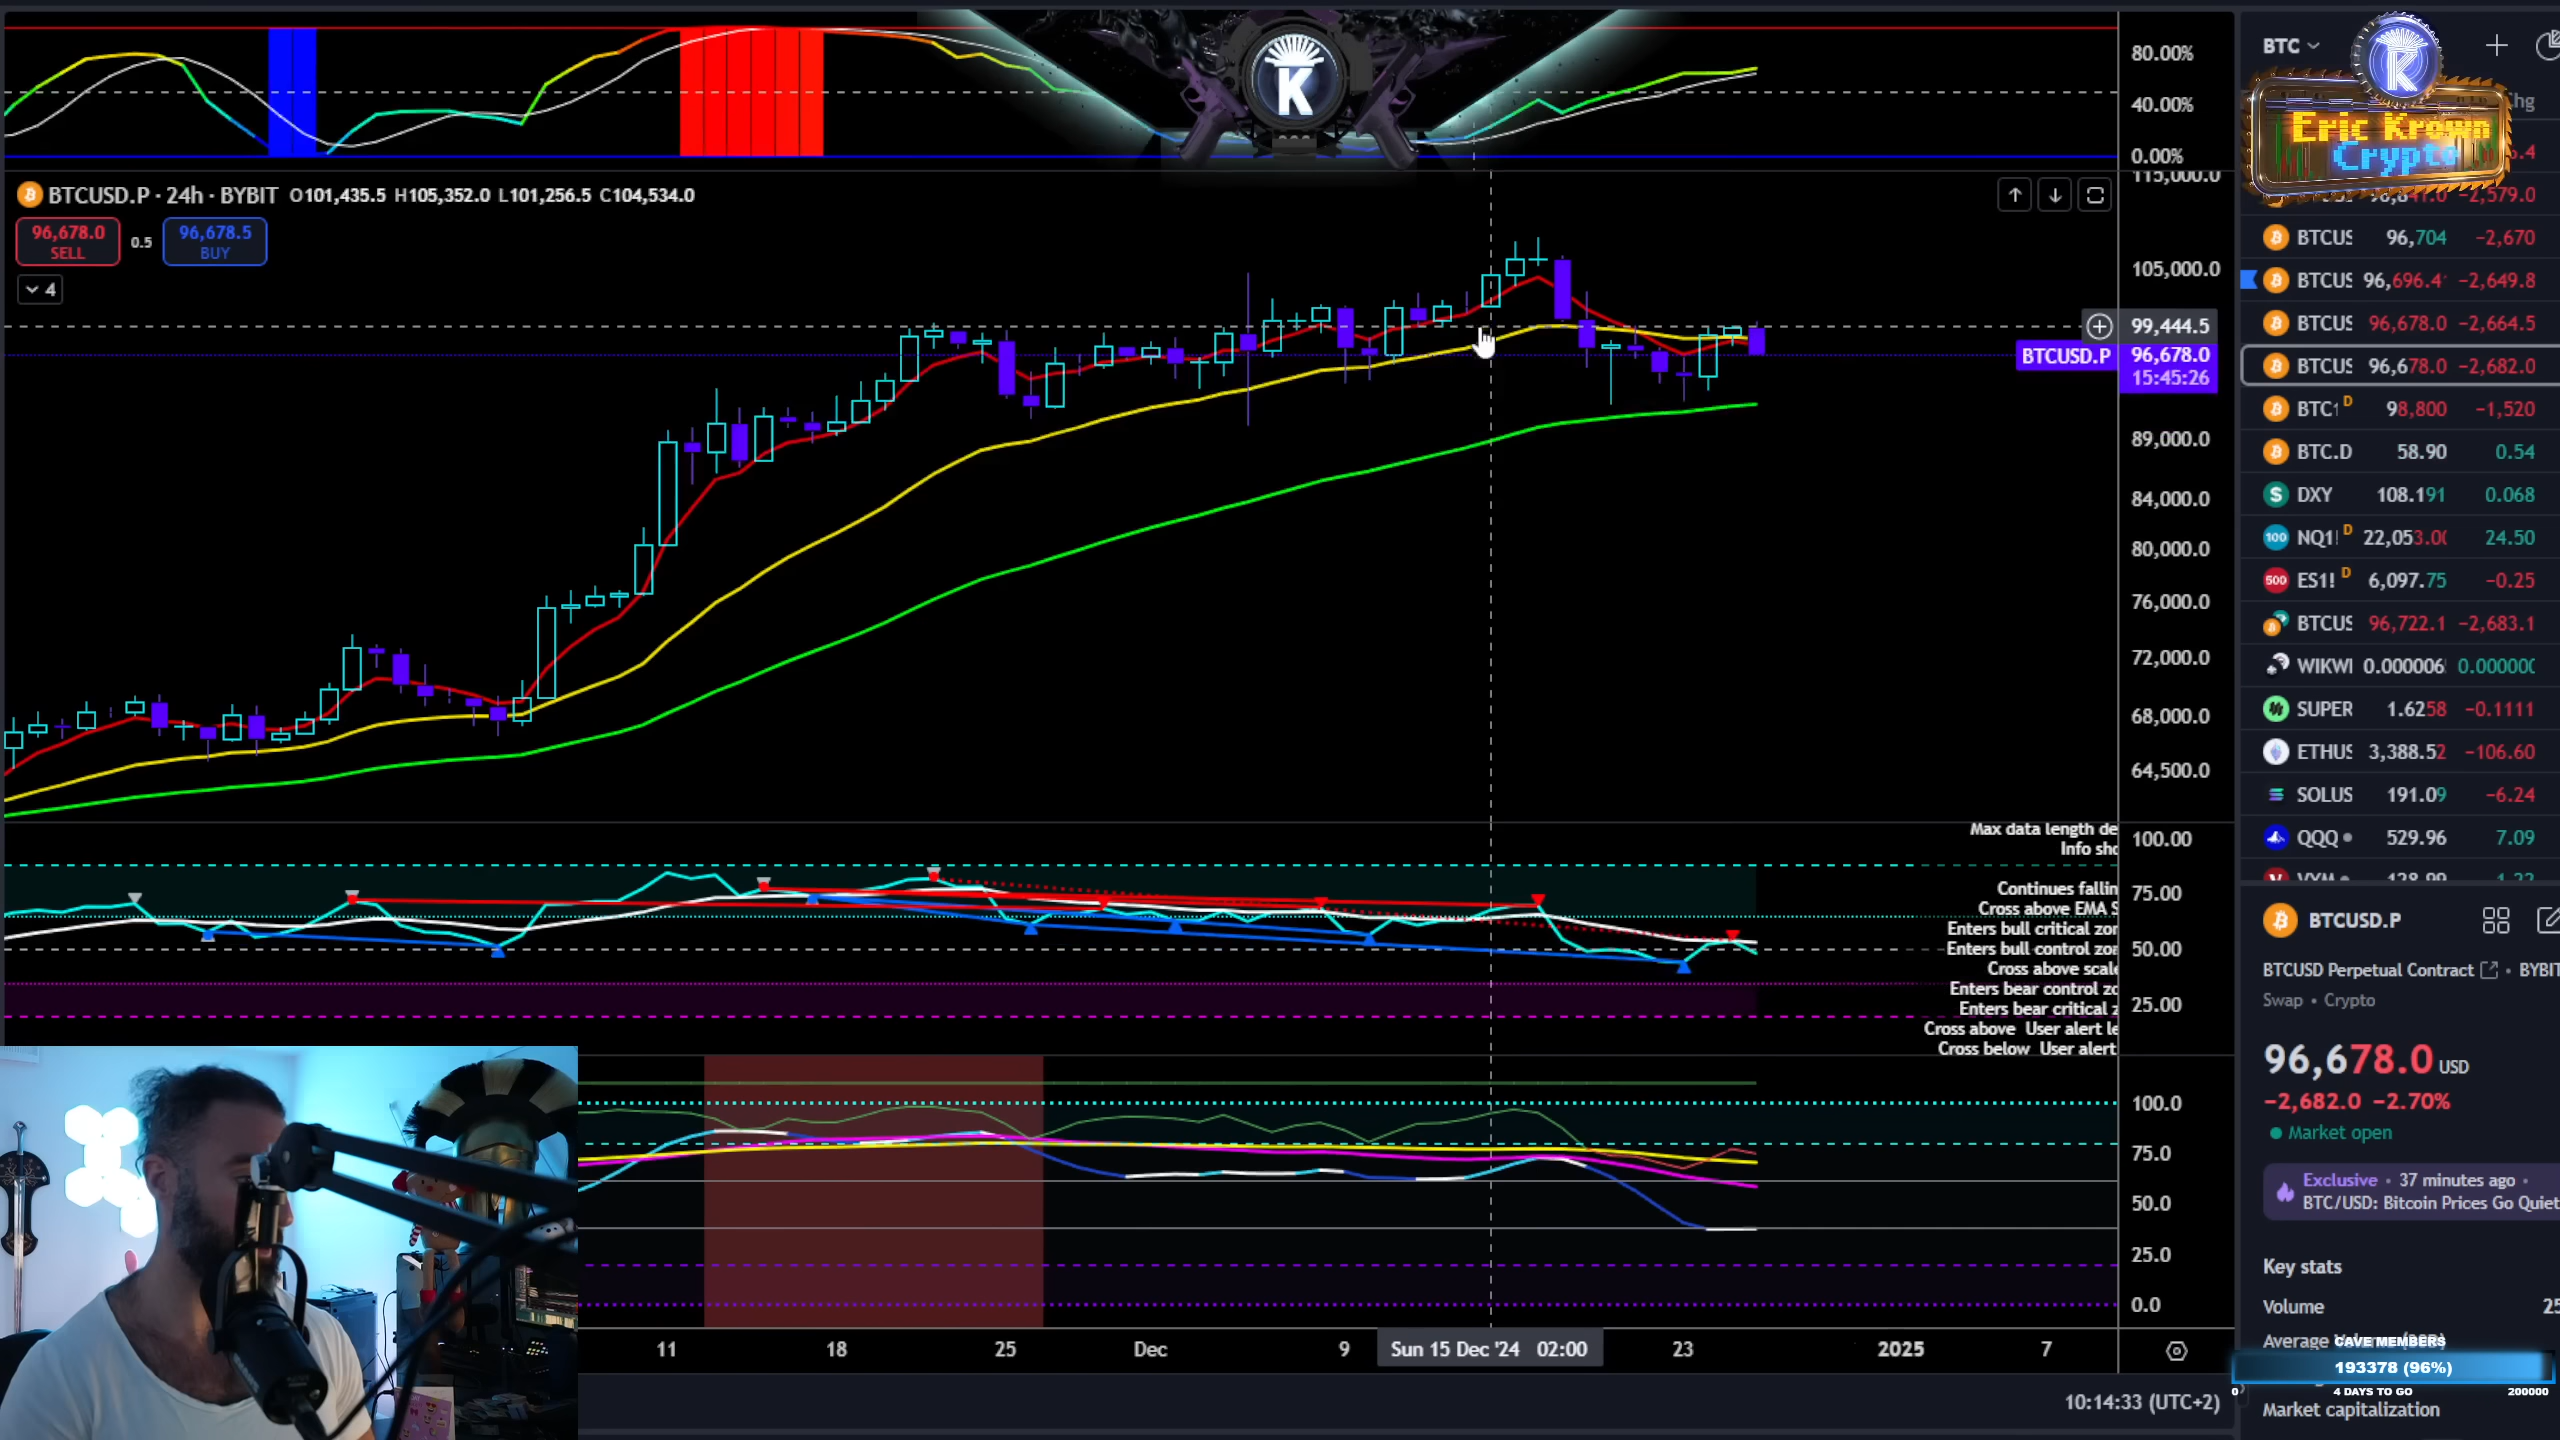 80.00%
40.00%
0.00%
K
BTCUSD.P · 24h · BYBIT O101,435.5 H105,352.0 L101,256.5 C104,534.0
96,678.0
SELL
0.5
96,678.5
BUY
4
115,000.0
105,000.0
99,444.5
BTCUSD.P 96,678.0
15:45:26
89,000.0
84,000.0
80,000.0
76,000.0
72,000.0
68,000.0
64,500.0
Max data length de
Info sho
Continues fallin
Cross above EMA S
Enters bull critical zor
Enters bull control zor
Cross above scale
Enters bear control zo
Enters bear critical z
Cross above User alert le
Cross below User alert
100.00
75.00
50.00
25.00
100.0
75.0
50.0
25.0
0.0
11 18 25 Dec 9 Sun 15 Dec '24 02:00 23 2025 7
10:14:33 (UTC+2)
BTC
Eric Krown
Crypto
−2,579.0
BTCUS 96,704 −2,670
BTCUS 96,696.4 −2,649.8
BTCUS 96,678.0 −2,664.5
BTCUS 96,678.0 −2,682.0
BTC1 D 98,800 −1,520
BTC.D 58.90 0.54
DXY 108.191 0.068
NQ1! D 22,053.00 24.50
ES1! D 6,097.75 −0.25
BTCUS 96,722.1 −2,683.1
WIKWI 0.000006 0.000000
SUPER 1.6258 −0.1111
ETHUS 3,388.52 −106.60
SOLUS 191.09 −6.24
QQQ 529.96 7.09
BTCUSD.P
BTCUSD Perpetual Contract • BYBIT
Swap • Crypto
96,678.0 USD
−2,682.0 −2.70%
Market open
Exclusive • 37 minutes ago •
BTC/USD: Bitcoin Prices Go Quiet
Key stats
Volume 25
Average
CAVE MEMBERS
193378 (96%)
0 4 DAYS TO GO 200000
Market capitalization